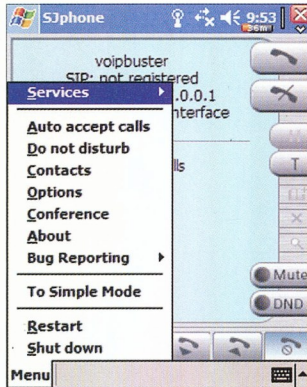 SJphone 9:53
36m
voipbuster
SIP: not registered
Services .0.0.1
nterface
Auto accept calls
Do not disturb lls
Contacts
Options T
Conference
About
Bug Reporting
Mute
To Simple Mode
DND
Restart
Shut down
Menu